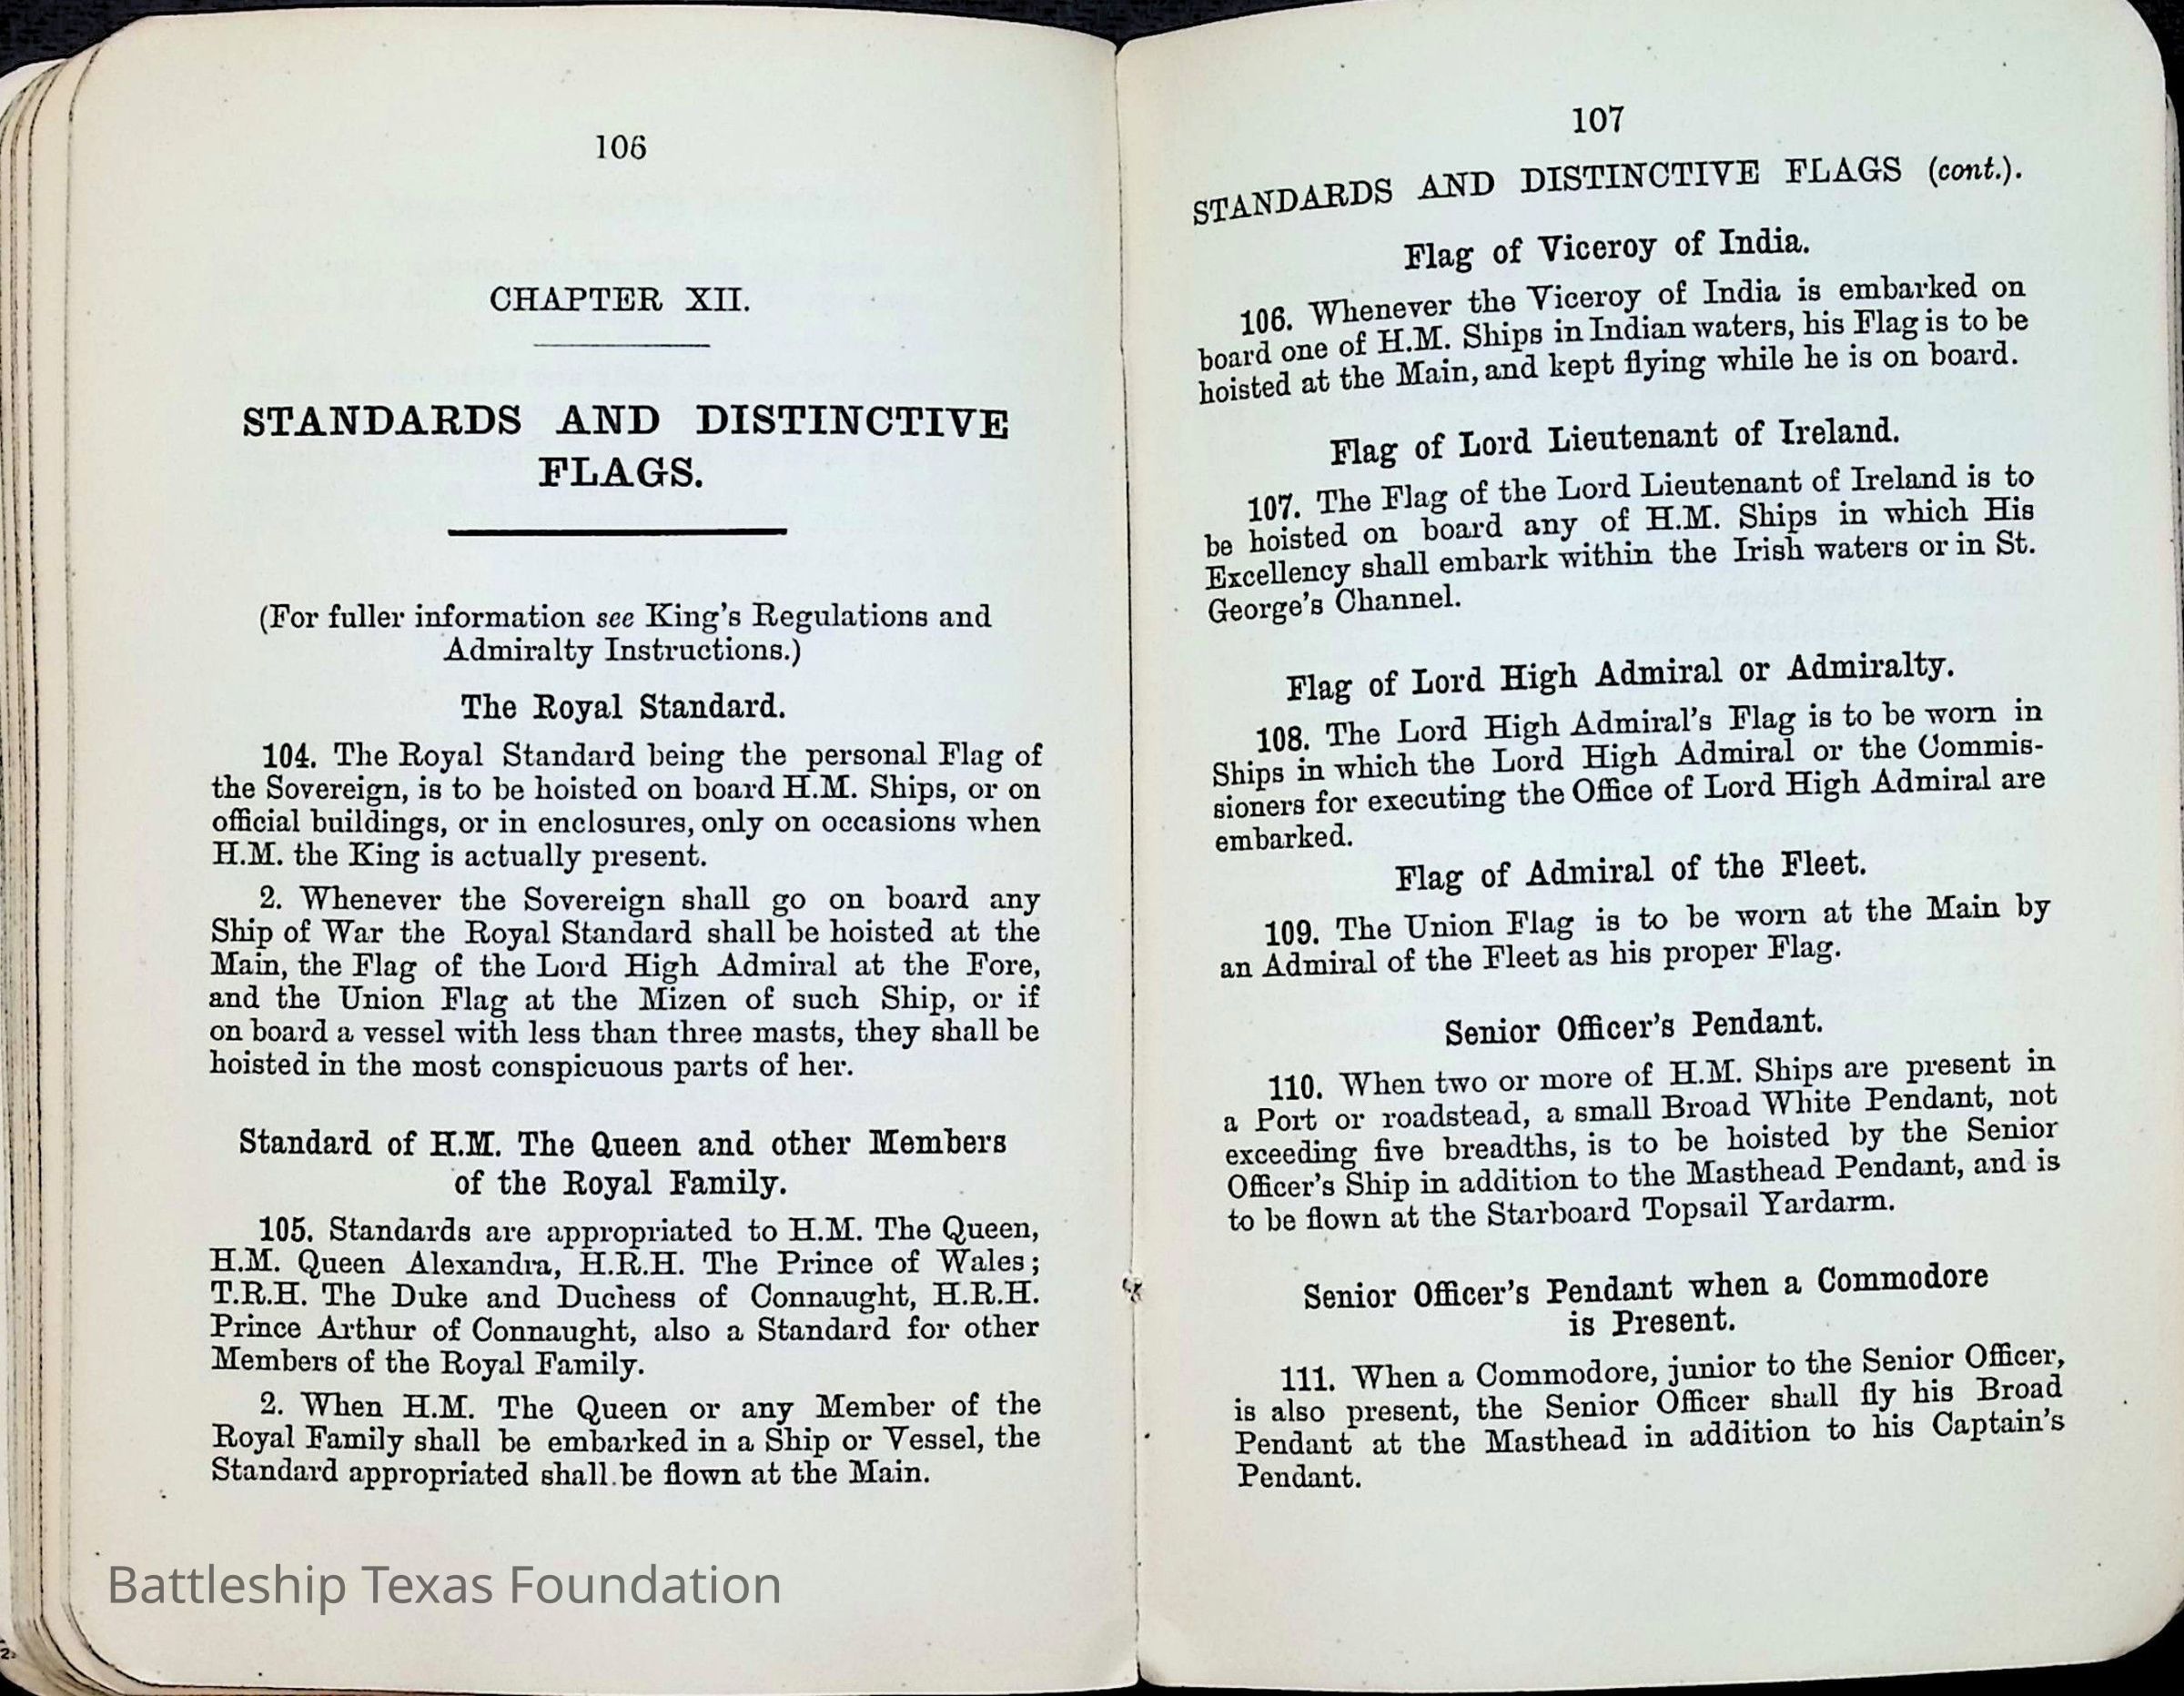 106
CHAPTER XII.
STANDARDS AND DISTINCTIVE
FLAGS.
(For fuller information see King's Regulations and
Admiralty Instructions.)
The Royal Standard.
104. The Royal Standard being the personal Flag of
the Sovereign, is to be hoisted on board H.M. Ships, or on
official buildings, or in enclosures, only on occasions when
H.M. the King is actually present.
2. Whenever the Sovereign shall go on board any
Ship of War the Royal Standard shall be hoisted at the
Main, the Flag of the Lord High Admiral at the Fore,
and the Union Flag at the Mizen of such Ship, or if
on board a vessel with less than three masts, they shall be
hoisted in the most conspicuous parts of her.
Standard of H.M. The Queen and other Members
of the Royal Family.
105. Standards are appropriated to H.M. The Queen,
H.M. Queen Alexandra, H.R.H. The Prince of Wales;
T.R.H. The Duke and Duchess of Connaught, H.R.H.
Prince Arthur of Connaught, also a Standard for other
Members of the Royal Family.
2. When H.M. The Queen or any Member of the
Royal Family shall be embarked in a Ship or Vessel, the
Standard appropriated shall be flown at the Main.
Battleship Texas Foundation
107
STANDARDS AND DISTINCTIVE FLAGS (cont.).
Flag of Viceroy of India.
106. Whenever the Viceroy of India is embarked on
board one of H.M. Ships in Indian waters, his Flag is to be
hoisted at the Main, and kept flying while he is on board.
Flag of Lord Lieutenant of Ireland.
107. The Flag of the Lord Lieutenant of Ireland is to
be hoisted on board any of H.M. Ships in which His
Excellency shall embark within the Irish waters or in St.
George's Channel.
Flag of Lord High Admiral or Admiralty.
108. The Lord High Admiral's Flag is to be worn in
Ships in which the Lord High Admiral or the Commis-
sioners for executing the Office of Lord High Admiral are
embarked.
Flag of Admiral of the Fleet.
109. The Union Flag is to be worn at the Main by
an Admiral of the Fleet as his proper Flag.
Senior Officer's Pendant.
110. When two or more of H.M. Ships are present in
a Port or roadstead, a small Broad White Pendant, not
exceeding five breadths, is to be hoisted by the Senior
Officer's Ship in addition to the Masthead Pendant, and is
to be flown at the Starboard Topsail Yardarm.
Senior Officer's Pendant when a Commodore
is Present.
111. When a Commodore, junior to the Senior Officer,
is also present, the Senior Officer shall fly his Broad
Pendant at the Masthead in addition to his Captain's
Pendant.